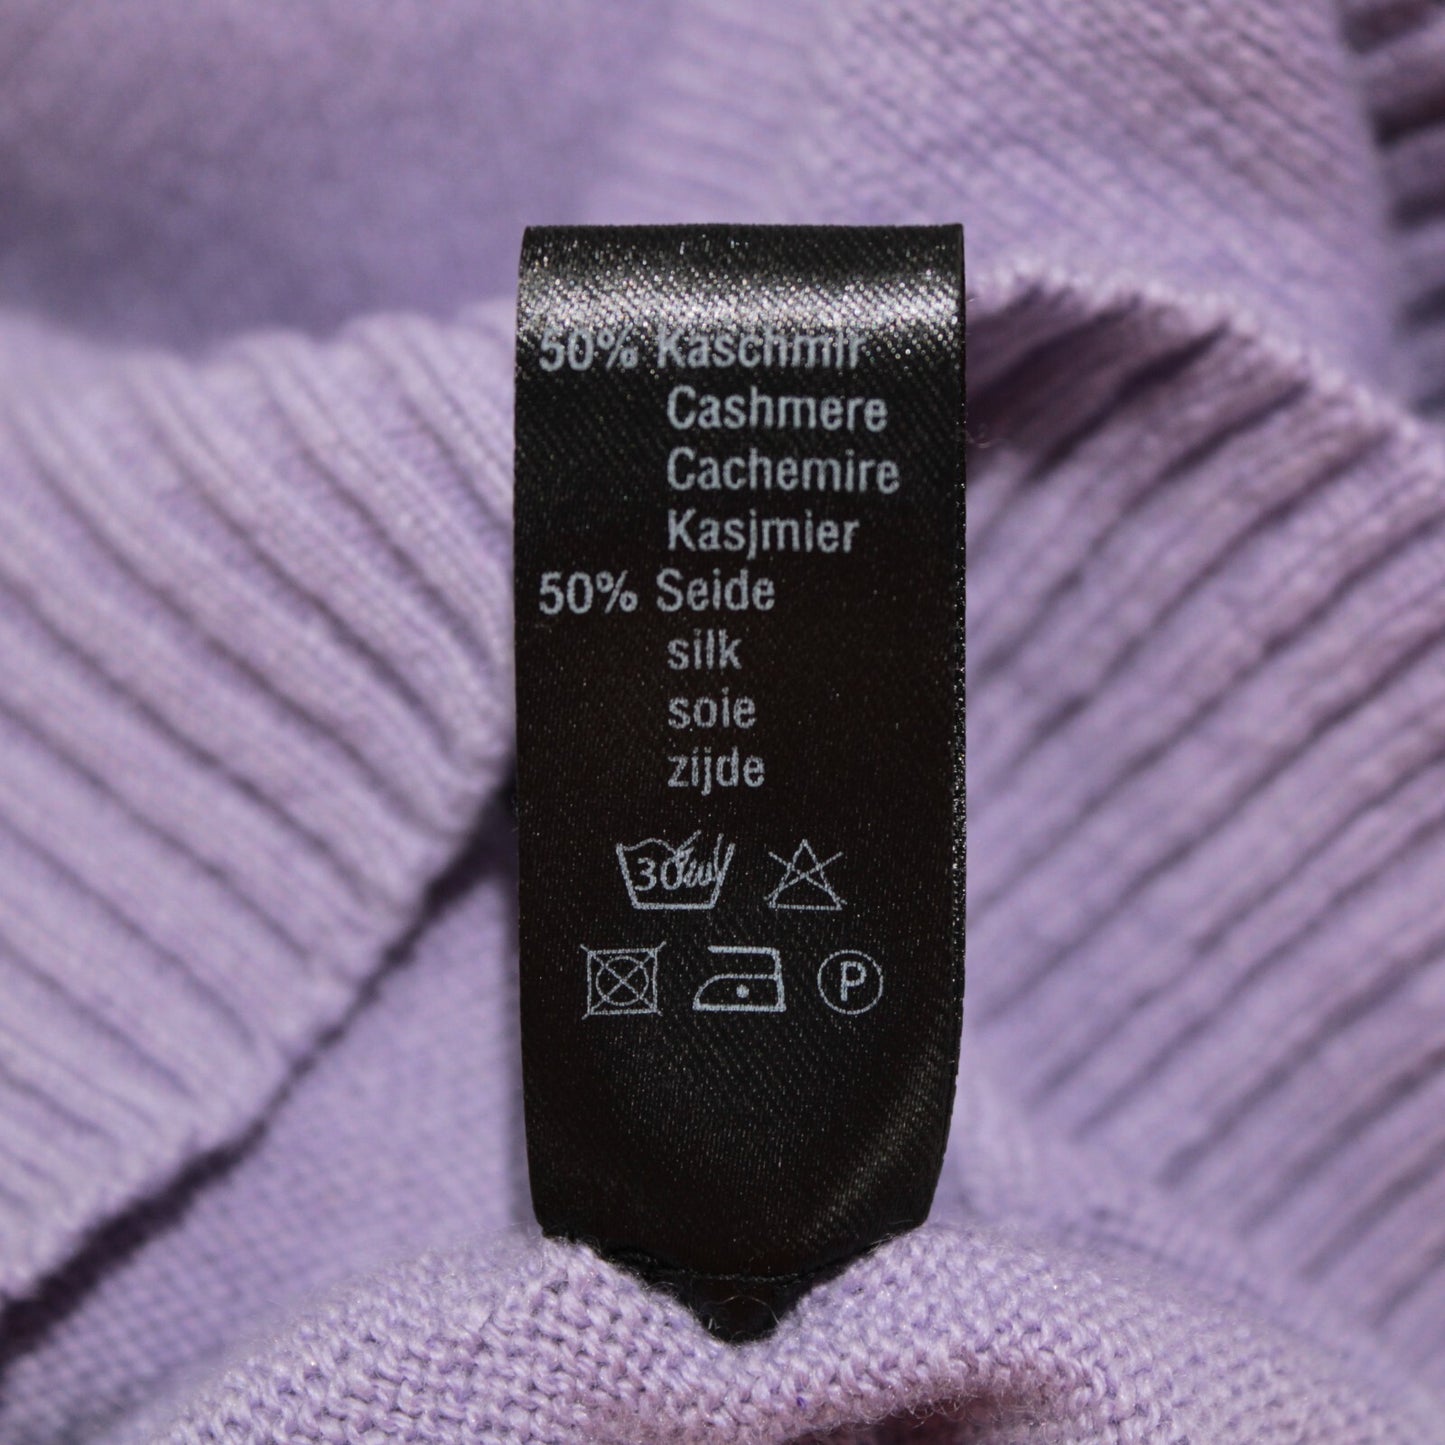 50% Kaschmir
Cashmere
Cachemire
Kasjmier
50% Seide
silk
soie
zijde
30
P